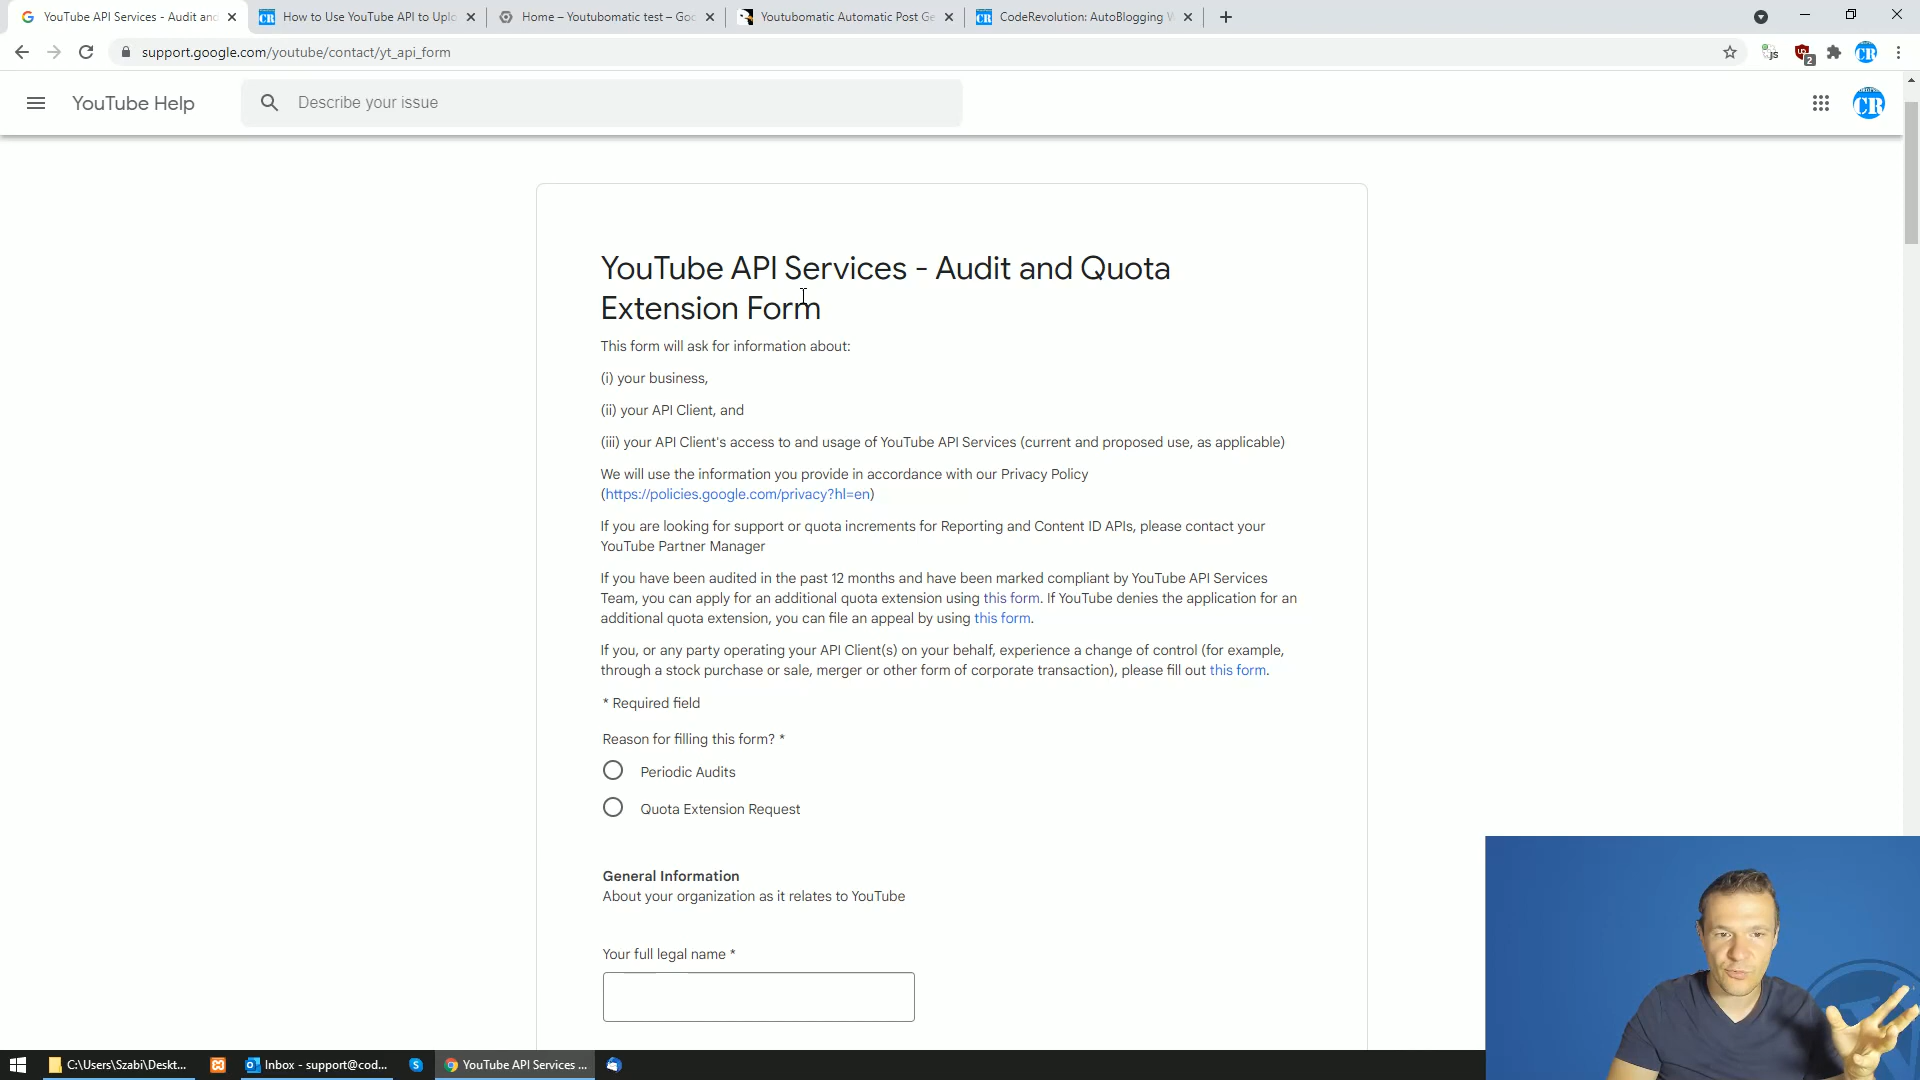 YouTube API Services - Audit and
How to Use YouTube API to Uplo
Home – Youtubomatic test – Goo
Youtubomatic Automatic Post Ge
CodeRevolution: AutoBlogging W
support.google.com/youtube/contact/yt_api_form
JS
2
CR
YouTube Help
Describe your issue
CR
YouTube API Services - Audit and Quota
Extension Form
This form will ask for information about:
(i) your business,
(ii) your API Client, and
(iii) your API Client's access to and usage of YouTube API Services (current and proposed use, as applicable)
We will use the information you provide in accordance with our Privacy Policy
(https://policies.google.com/privacy?hl=en)
If you are looking for support or quota increments for Reporting and Content ID APIs, please contact your
YouTube Partner Manager
If you have been audited in the past 12 months and have been marked compliant by YouTube API Services
Team, you can apply for an additional quota extension using this form. If YouTube denies the application for an
additional quota extension, you can file an appeal by using this form.
If you, or any party operating your API Client(s) on your behalf, experience a change of control (for example,
through a stock purchase or sale, merger or other form of corporate transaction), please fill out this form.
* Required field
Reason for filling this form? *
Periodic Audits
Quota Extension Request
General Information
About your organization as it relates to YouTube
Your full legal name *
C:\Users\Szabi\Deskt...
Inbox - support@cod...
YouTube API Services ...